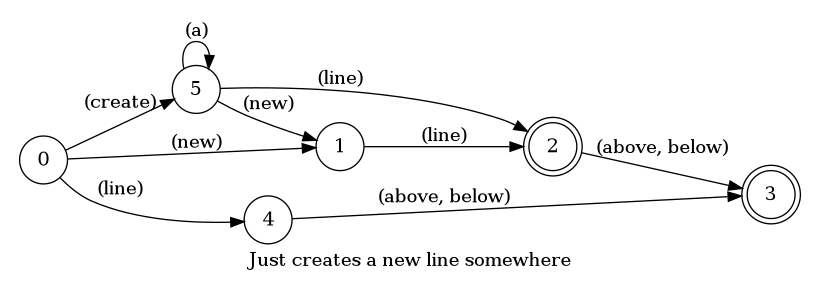 (a)
5
(line)
(create)
(new)
(new)
(line)
0
1
2
(above, below)
(line)
(above, below)
3
4
Just creates a new line somewhere